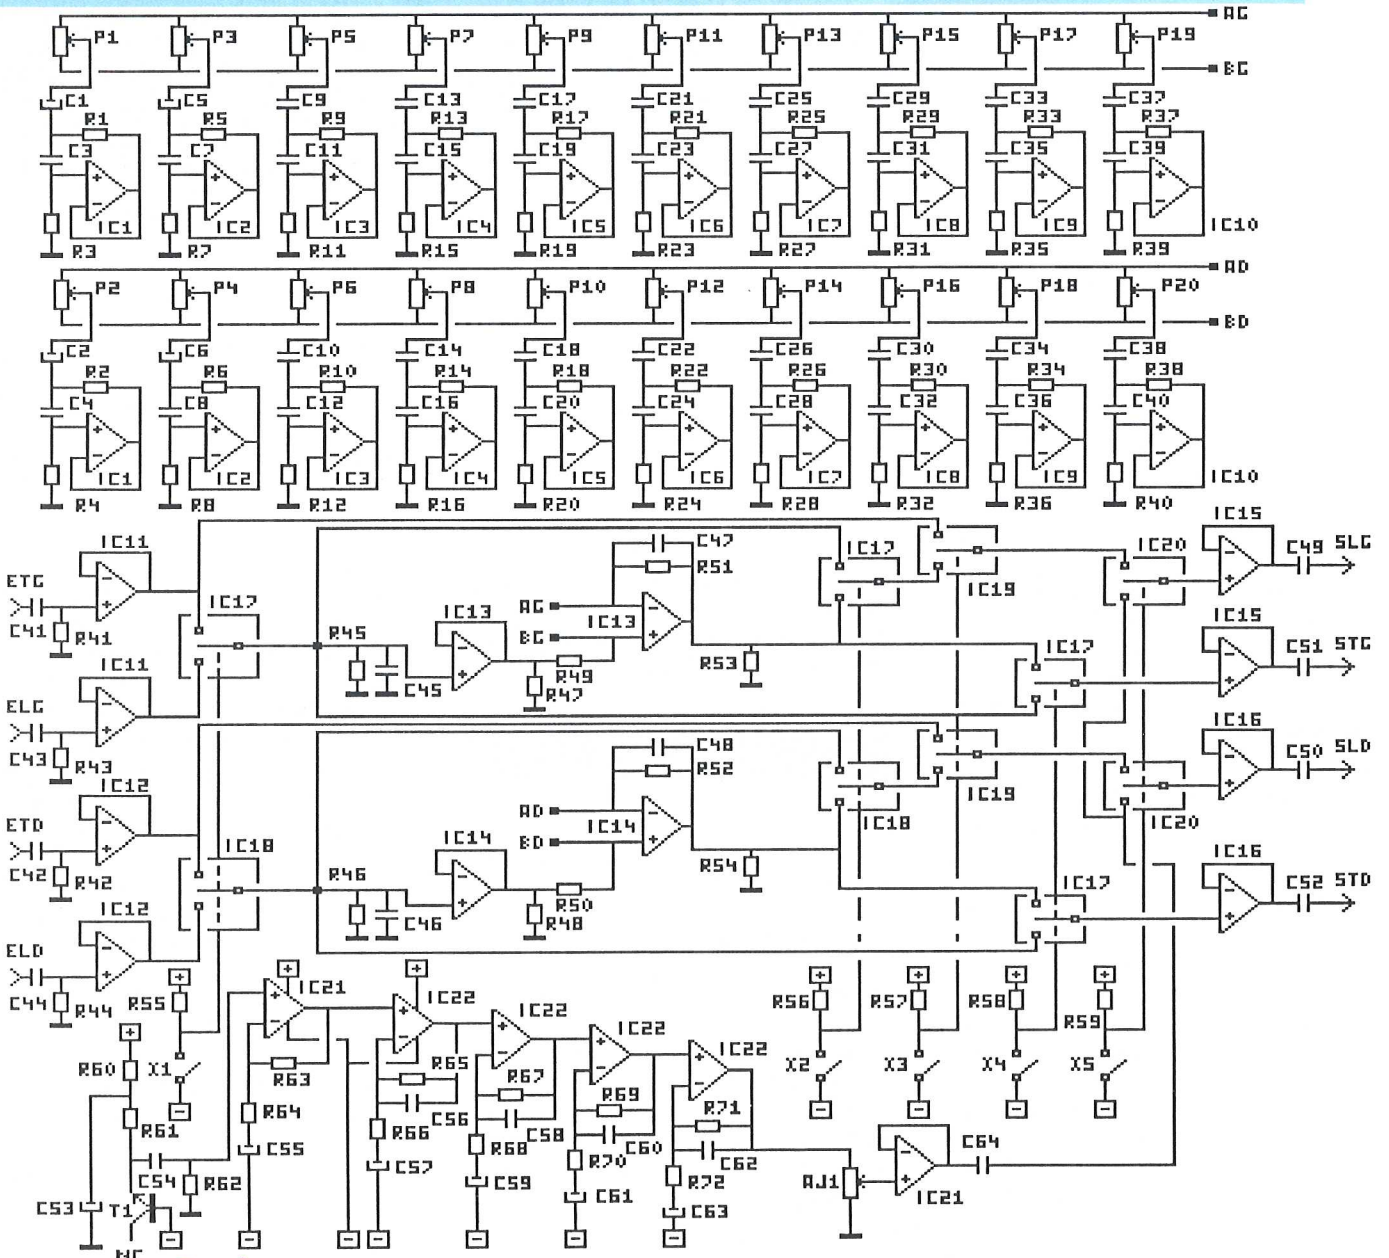 P1 P3 P5 P7 P9 P11 P13 P15 P17 P19 AG
BG
C1 C5 C9 C13 C17 C21 C25 C29 C33 C37
R1 R5 R9 R13 R17 R21 R25 R29 R33 R37
C3 C7 C11 C15 C19 C23 C27 C31 C35 C39
+ + + + + + + + + +
- - - - - - - - - -
IC1 IC2 IC3 IC4 IC5 IC6 IC7 IC8 IC9 IC10
R3 R7 R11 R15 R19 R23 R27 R31 R35 R39
AD
P2 P4 P6 P8 P10 P12 P14 P16 P18 P20
BD
C2 C6 C10 C14 C18 C22 C26 C30 C34 C38
R2 R6 R10 R14 R18 R22 R26 R30 R34 R38
C4 C8 C12 C16 C20 C24 C28 C32 C36 C40
+ + + + + + + + + +
- - - - - - - - - -
IC1 IC2 IC3 IC4 IC5 IC6 IC7 IC8 IC9 IC10
R4 R8 R12 R16 R20 R24 R28 R32 R36 R40
IC11 C47 IC17 IC20 IC15 C49 SLG
ETG R51 IC19
C41 R41 IC17 R45 IC13 AG BG IC13 IC15
IC11 C45 R49 R47 R53 IC17 C51 STG
ELG IC16
C43 R43 C48 C50 SLD
IC12 R52 IC19
ETD AD IC14 BD IC14 IC18 IC20
C42 R42 IC18 R46 R54 IC16
IC12 C46 R50 R48 IC17 C52 STD
ELD
C44 R44 R55 + + IC21 + IC22 R56 + R57 + R58 + R59 +
+ IC22 IC22 IC22
R60 X1 R63 R65 R67 R69 R71 X2 X3 X4 X5
- - - - -
R61 R64 C56 C58 C60 C62 C64
C55 R66 R68 R70 R72
C54 R62 C57 C59 C61 C63 AJ1 IC21
C53 T1
- - - - - - -
NC